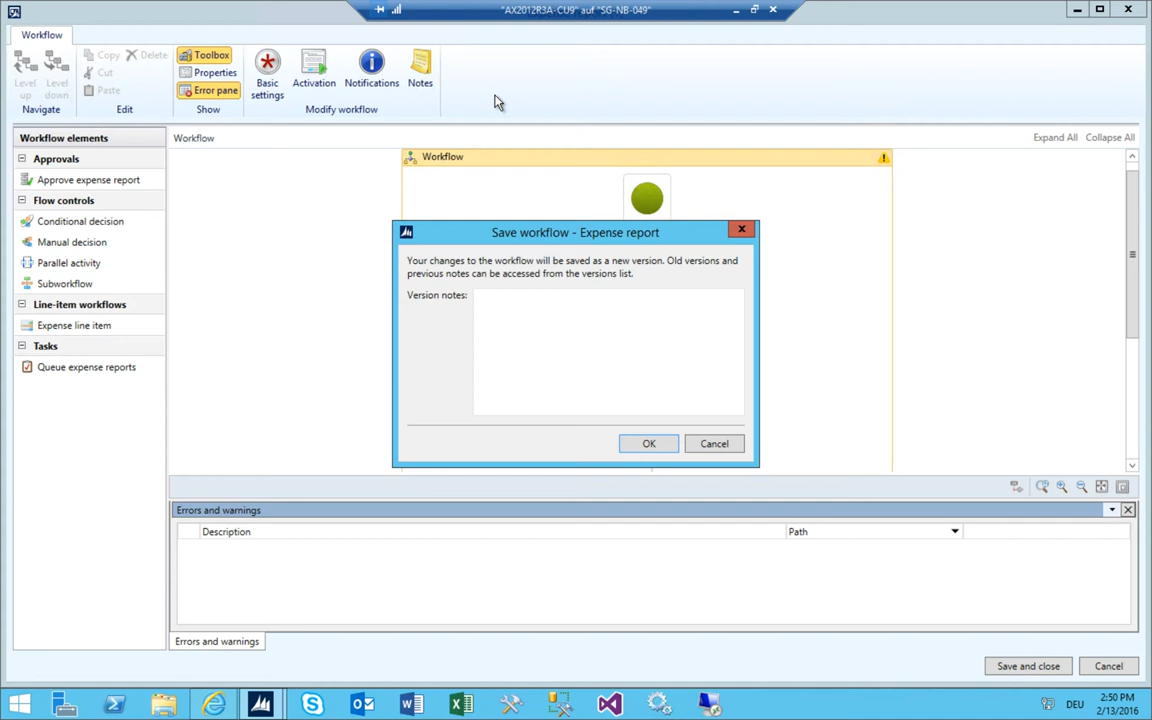 "AX2012R3A-CU9" auf "SG-NB-049"
Workflow
Level up
Level down
Navigate
Copy
Delete
Cut
Paste
Edit
Toolbox
Properties
Error pane
Show
Basic settings
Activation
Notifications
Notes
Modify workflow
Workflow elements
Approvals
Approve expense report
Flow controls
Conditional decision
Manual decision
Parallel activity
Subworkflow
Line-item workflows
Expense line item
Tasks
Queue expense reports
Workflow
Expand All
Collapse All
Workflow
Save workflow - Expense report
Your changes to the workflow will be saved as a new version. Old versions and
previous notes can be accessed from the versions list.
Version notes:
OK
Cancel
Errors and warnings
Description
Path
Errors and warnings
Save and close
Cancel
DEU
2:50 PM
2/13/2016